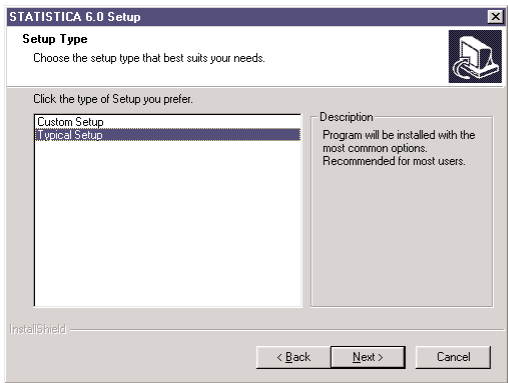 STATISTICA 6.0 Setup
Setup Type
Choose the setup type that best suits your needs.
Click the type of Setup you prefer.
Custom Setup
Typical Setup
Description
Program will be installed with the
most common options.
Recommended for most users.
InstallShield
< Back
Next >
Cancel